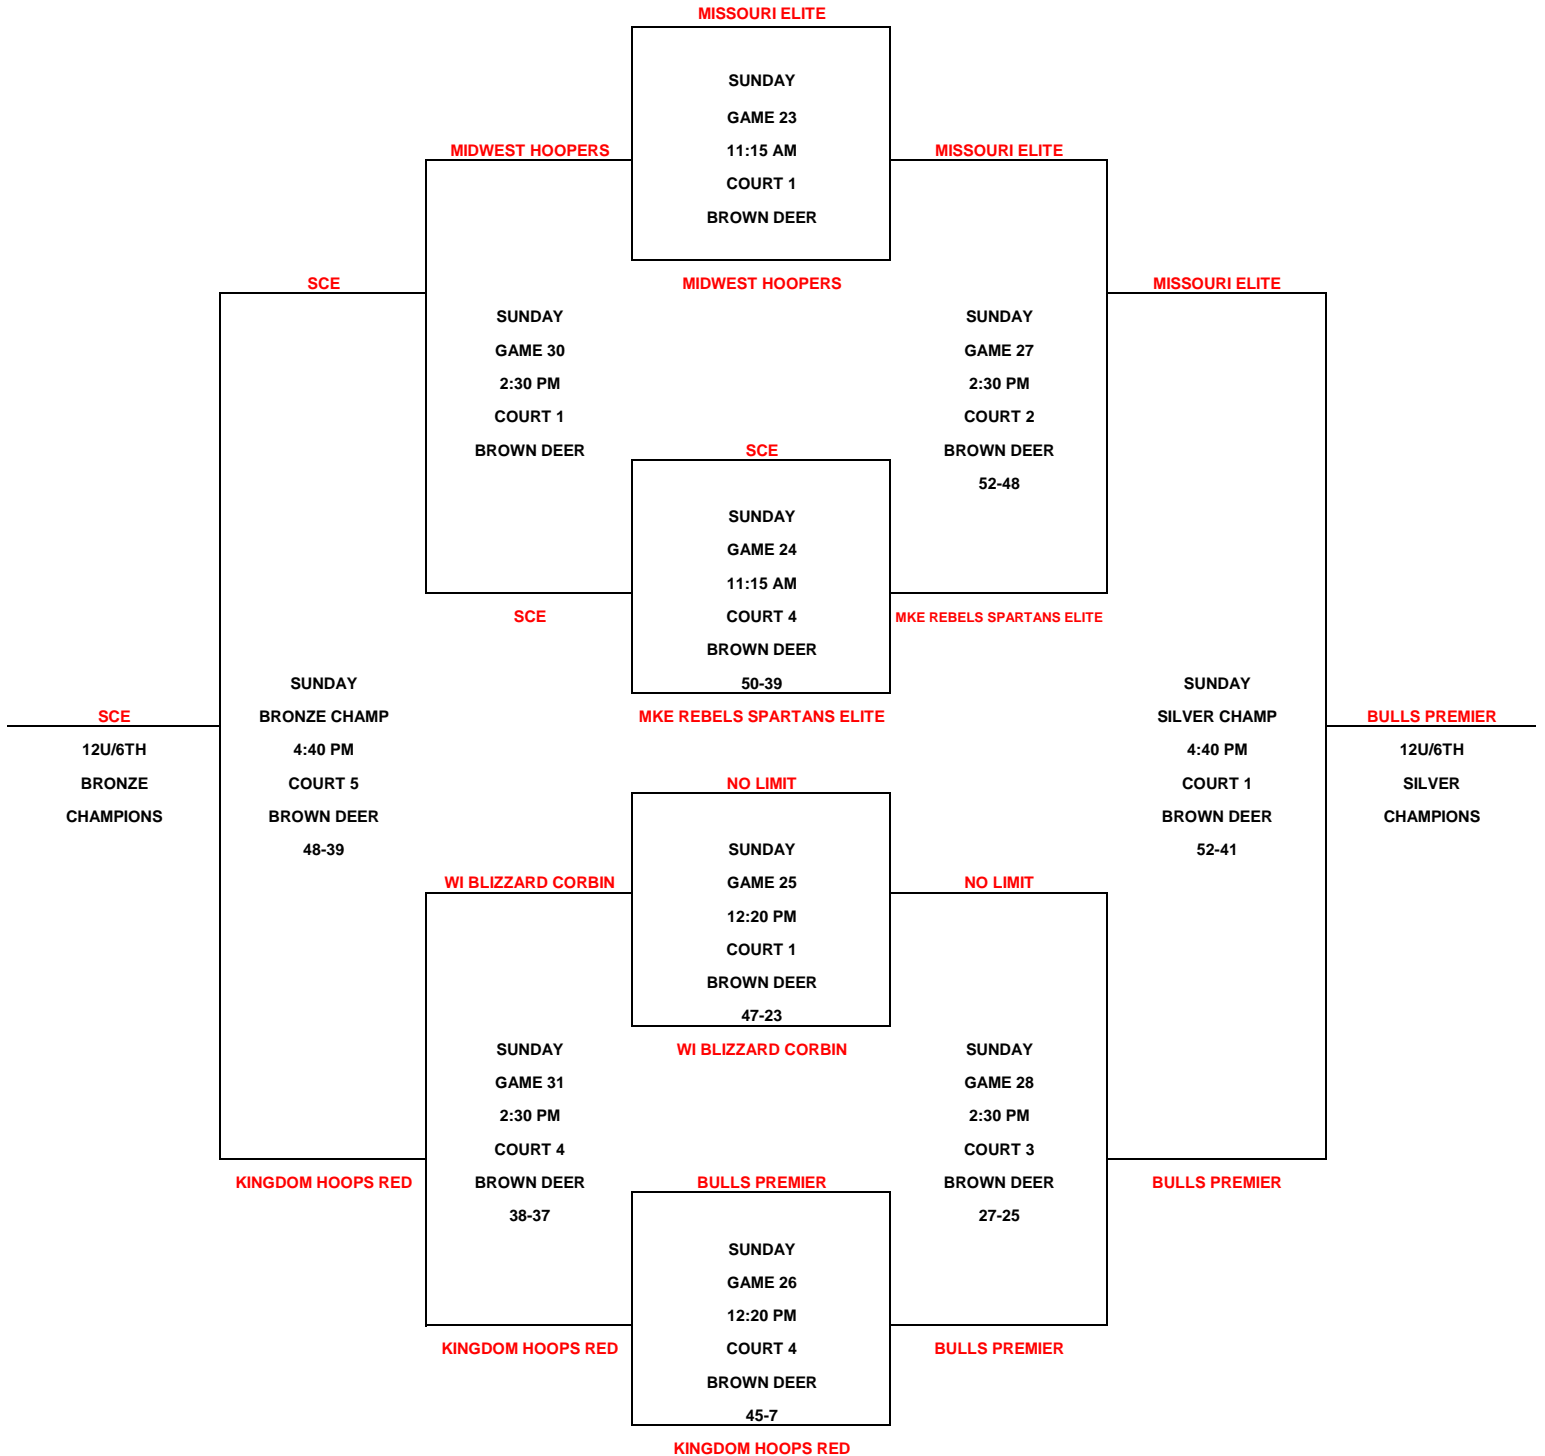 MISSOURI ELITE
SUNDAY
GAME 23
11:15 AM
COURT 1
BROWN DEER
MIDWEST HOOPERS
MIDWEST HOOPERS
MISSOURI ELITE
SCE
SUNDAY
GAME 30
2:30 PM
COURT 1
BROWN DEER
SCE
SUNDAY
GAME 27
2:30 PM
COURT 2
BROWN DEER
52-48
MISSOURI ELITE
SCE
SUNDAY
GAME 24
11:15 AM
COURT 4
BROWN DEER
50-39
MKE REBELS SPARTANS ELITE
MKE REBELS SPARTANS ELITE
SCE
12U/6TH
BRONZE
CHAMPIONS
SUNDAY
BRONZE CHAMP
4:40 PM
COURT 5
BROWN DEER
48-39
SUNDAY
SILVER CHAMP
4:40 PM
COURT 1
BROWN DEER
52-41
BULLS PREMIER
12U/6TH
SILVER
CHAMPIONS
NO LIMIT
SUNDAY
GAME 25
12:20 PM
COURT 1
BROWN DEER
47-23
WI BLIZZARD CORBIN
WI BLIZZARD CORBIN
NO LIMIT
SUNDAY
GAME 31
2:30 PM
COURT 4
BROWN DEER
38-37
SUNDAY
GAME 28
2:30 PM
COURT 3
BROWN DEER
27-25
KINGDOM HOOPS RED
BULLS PREMIER
BULLS PREMIER
SUNDAY
GAME 26
12:20 PM
COURT 4
BROWN DEER
45-7
KINGDOM HOOPS RED
KINGDOM HOOPS RED
BULLS PREMIER